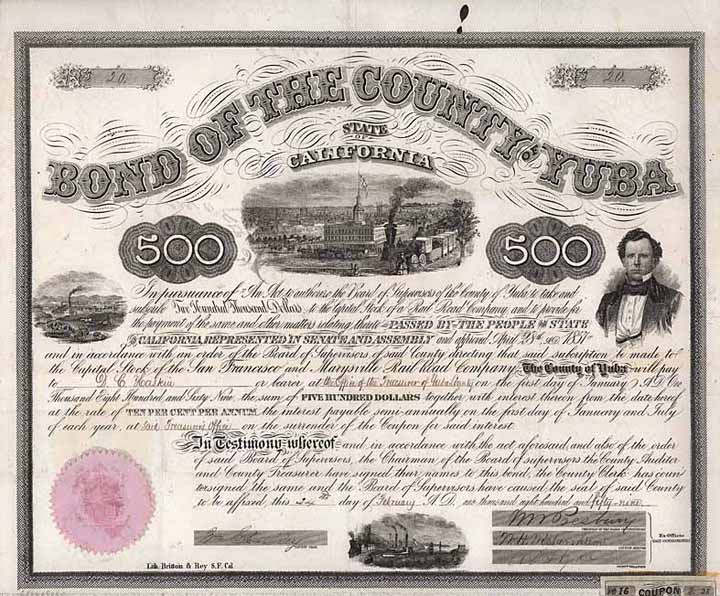 No 20. No 20.
BOND OF THE COUNTY OF YUBA
STATE
OF
CALIFORNIA
500 500
In pursuance of An Act to authorize the Board of Supervisors of the County of Yuba to take and
subscribe Two Hundred Thousand Dollars to the Capital Stock of a Rail Road Company and to provide for
the payment of the same and other matters relating thereto PASSED BY THE PEOPLE OF THE STATE
OF CALIFORNIA REPRESENTED IN SENATE AND ASSEMBLY and approved April 28th A.D. 1857
and in accordance with an order of the Board of Supervisors of said County directing that said subscription be made to
the Capital Stock of the San Francisco and Marysville Rail Road Company. The County of Yuba will pay
to D. E. or bearer at the Office of the Treasurer of Yuba County on the first day of January A.D. One
Thousand Eight Hundred and Sixty Nine, the sum of FIVE HUNDRED DOLLARS together with interest thereon from the date hereof
at the rate of TEN PER CENT PER ANNUM, the interest payable semi-annually on the first day of January and July
of each year, at said Treasurer's Office on the surrender of the Coupon for said interest.
In Testimony whereof and in accordance with the act aforesaid, and also of the order
of said Board of Supervisors, the Chairman of the Board of supervisors the County Auditor
and County Treasurer have signed their names to this bond, the County Clerk has coun-
tersigned the same and the Board of Supervisors have caused the seal of said County
to be affixed, this 24th day of February A.D. one thousand eight hundred and fifty-nine.
COUNTY CLERK
Ex-Officio
Lith. Britton & Rey S.F. Cal
No 16 COUPON